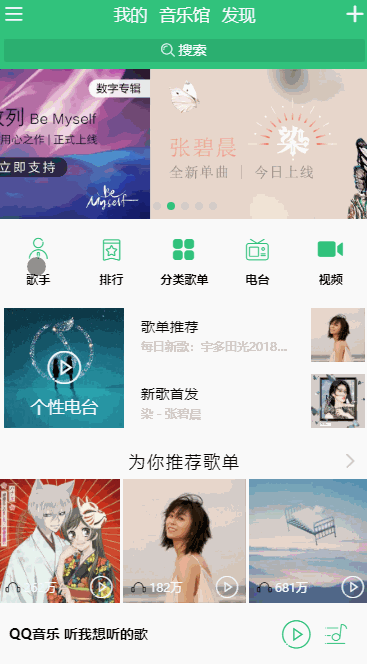 我的 音乐馆 发现
搜索
数字专辑
列 Be Myself
用心之作 | 正式上线
立即支持
Be Myself
张碧晨
染
全新单曲 | 今日上线
歌手 排行 分类歌单 电台 视频
歌单推荐
每日新歌：宇多田光2018...
个性电台
新歌首发
染 - 张碧晨
为你推荐歌单
182万
681万
QQ音乐 听我想听的歌